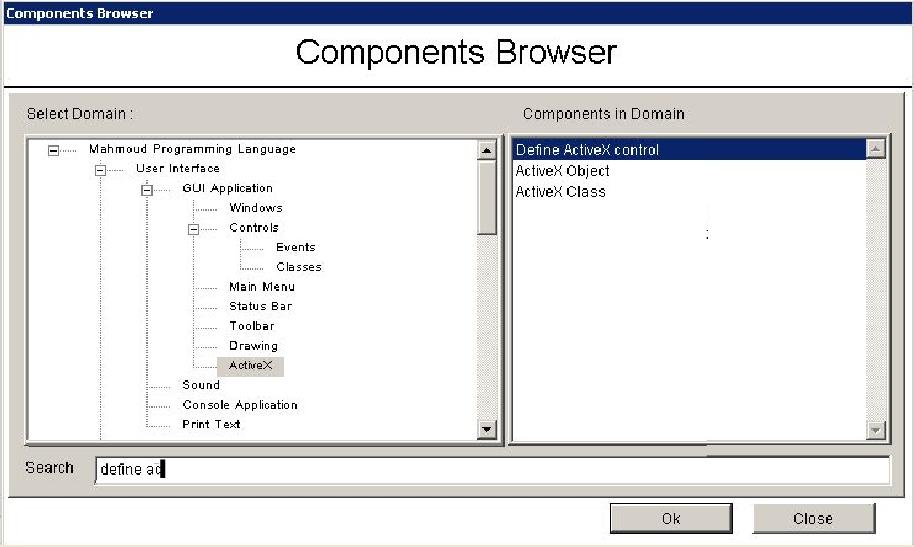 Components Browser
Components Browser
Select Domain :
Components in Domain
Mahmoud Programming Language
User Interface
GUI Application
Windows
Controls
Events
Classes
Main Menu
Status Bar
Toolbar
Drawing
ActiveX
Sound
Console Application
Print Text
Define ActiveX control
ActiveX Object
ActiveX Class
:
Search
define ac
Ok
Close